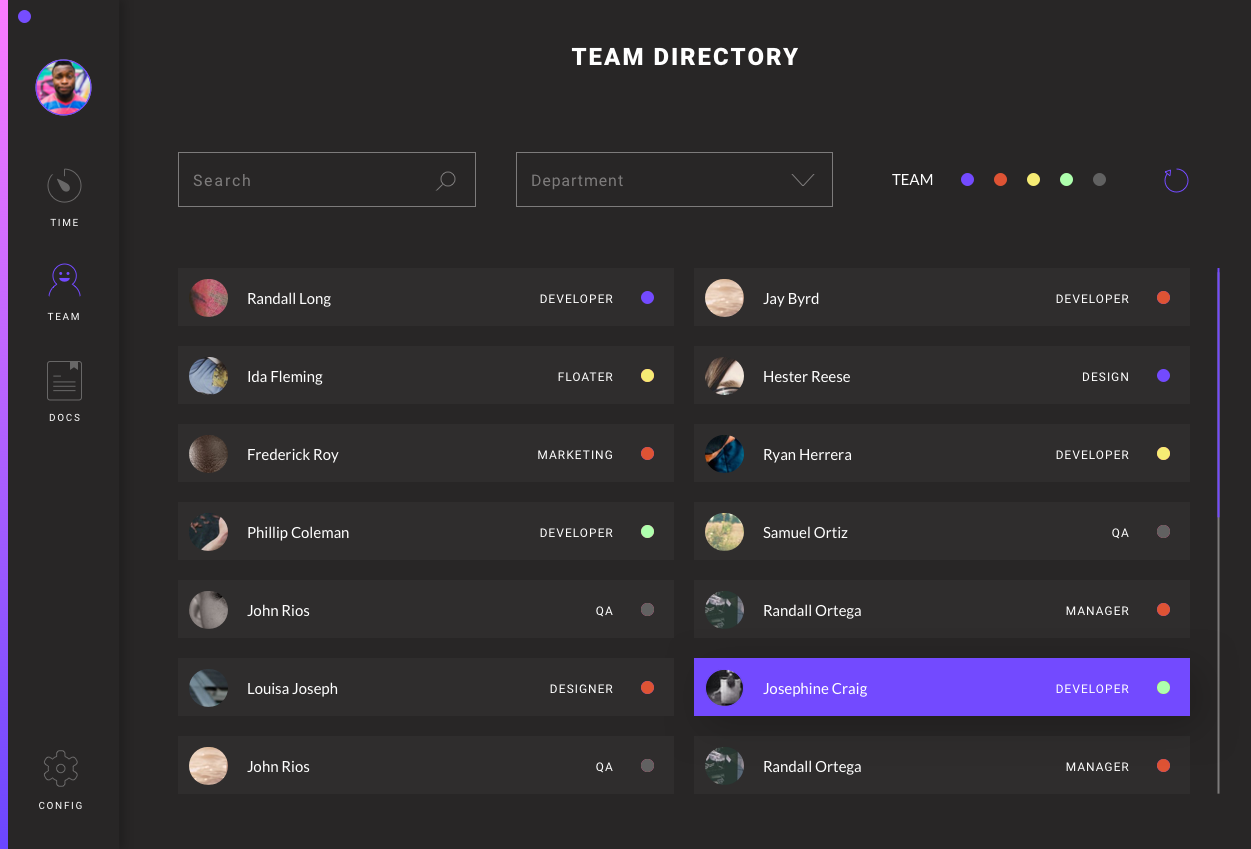 TEAM DIRECTORY
Search
Department
TEAM
TIME
TEAM
DOCS
CONFIG
Randall Long DEVELOPER
Jay Byrd DEVELOPER
Ida Fleming FLOATER
Hester Reese DESIGN
Frederick Roy MARKETING
Ryan Herrera DEVELOPER
Phillip Coleman DEVELOPER
Samuel Ortiz QA
John Rios QA
Randall Ortega MANAGER
Louisa Joseph DESIGNER
Josephine Craig DEVELOPER
John Rios QA
Randall Ortega MANAGER